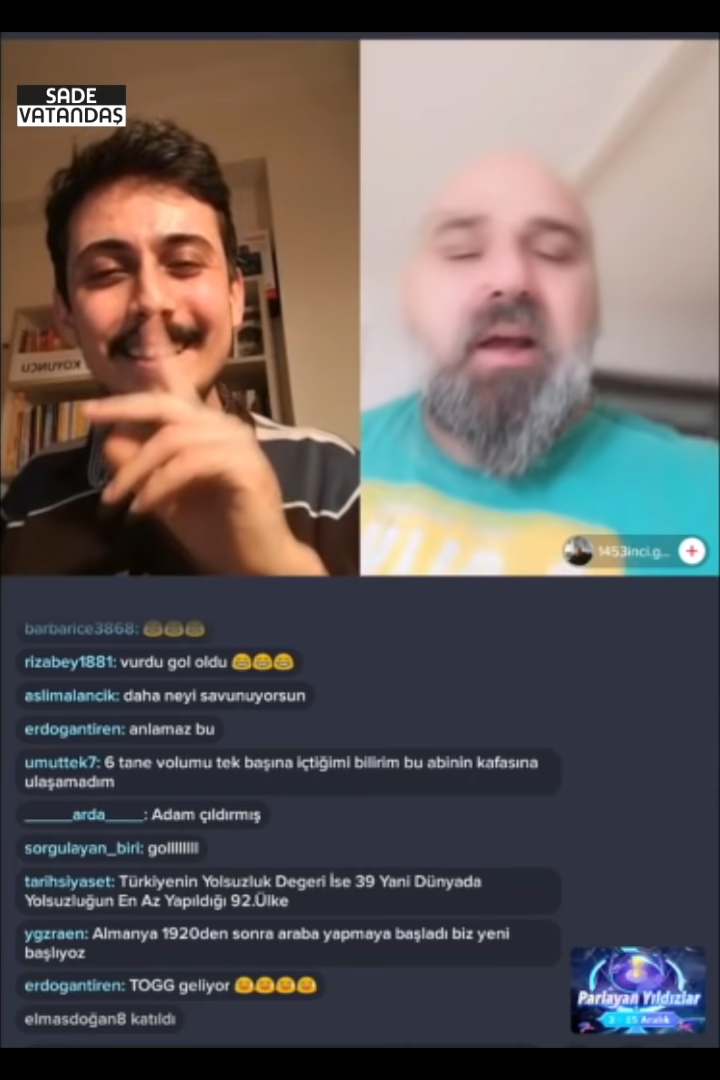 SADE
VATANDAŞ
KOYUNCU
1453inci.g...
barbarice3868: 😂😂😂
rizabey1881: vurdu gol oldu 😂😂😂
aslimalancik: daha neyi savunuyorsun
erdogantiren: anlamaz bu
umuttek7: 6 tane volumu tek başına içtiğimi bilirim bu abinin kafasına
ulaşamadım
_____arda_____: Adam çıldırmış
sorgulayan_biri: gollllllll
tarihsiyaset: Türkiyenin Yolsuzluk Degeri İse 39 Yani Dünyada
Yolsuzluğun En Az Yapıldığı 92.Ülke
ygzraen: Almanya 1920den sonra araba yapmaya başladı biz yeni
başlıyoz
erdogantiren: TOGG geliyor 😂😂😂😂
elmasdoğan8 katıldı
Parlayan Yıldızlar
Aralık